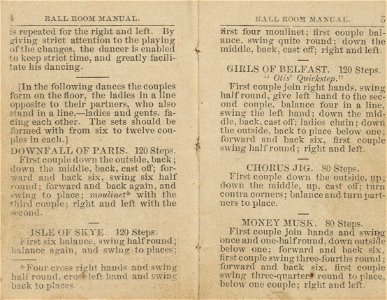 4 BALL ROOM MANUAL.
is repeated for the right and left. By
giving strict attention to the playing
of the changes, the dancer is enabled
to keep strict time, and greatly facili-
tate his dancing.
(In the following dances the couples
form on the floor, the ladies in a line
opposite to their partners, who also
stand in a line,—ladies and gents. fa-
cing each other. The sets should be
formed with from six to twelve cou-
ples in each.)
DOWNFALL OF PARIS. 120 Steps.
First couple down the outside, back;
down the middle, back, cast off; for-
ward and back six, swing six half
round; forward and back again, and
swing to place; moulinet* with the
third couple; right and left with the
second.
ISLE OF SKYE. 120 Steps.
First six balance, swing half round;
balance again, and swing to places;
* Four cross right hands and swing
half round, cross left hand and swing
back to places
BALL ROOM MANUAL.
first four moulinet; first couple bal-
ance, swing quite round; down the
middle, back, cast off; right and left.
GIRLS OF BELFAST. 120 Steps.
"Otis' Quickstep."
First couple join right hands, swing
half round, give left hand to the sec-
ond couple, balance four in a line,
swing the left hand; down the mid-
dle, back, cast off; ladies chain; down
the outside, back to place below one;
forward and back six, first couple
swing half round; right and left.
CHORUS JIG. 80 Steps.
First couple down the outside, up;
down the middle, up, cast off; turn
contra corners; balance and turn part-
ners to place.
MONEY MUSK. 80 Steps.
First couple join hands and swing
once and one-half round, down outside
below one; forward and back six,
first couple swing three-fourths round;
forward and back six, first couple
swing three-quarters round to place,
below one couple; right and left.